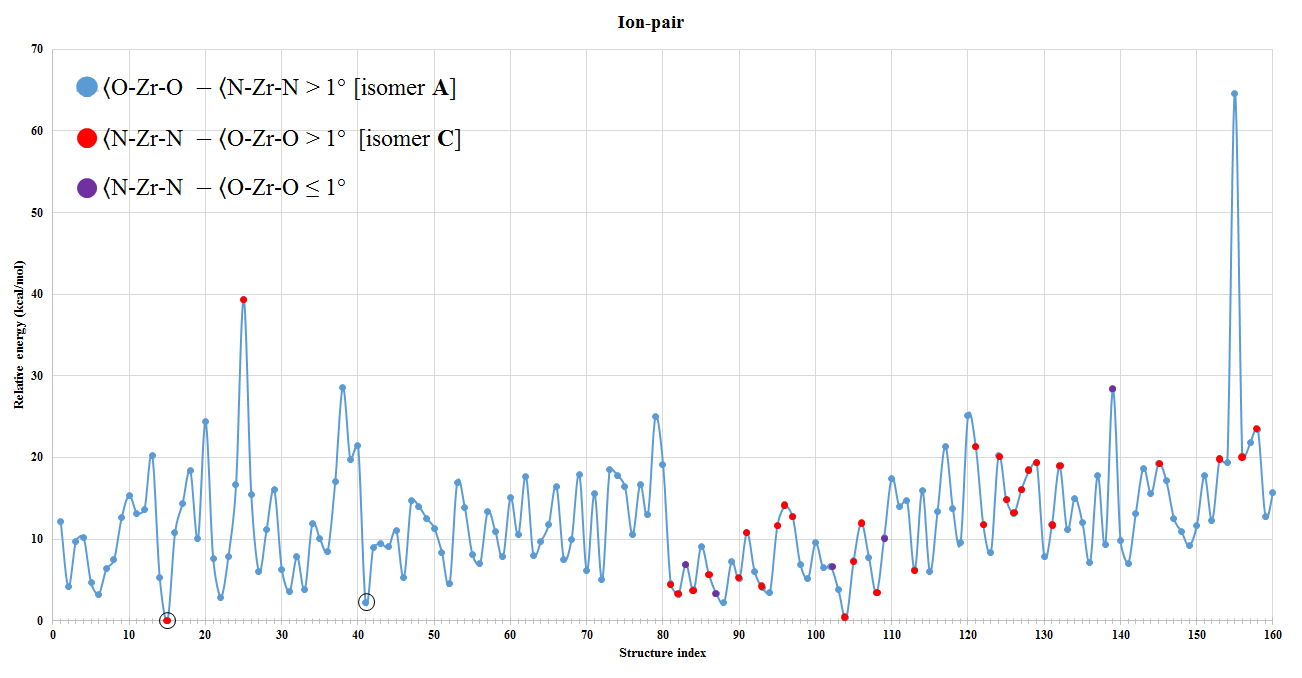 Ion-pair
70
60
50
40
30
20
10
0
⟨O-Zr-O – ⟨N-Zr-N > 1° [isomer A]
⟨N-Zr-N – ⟨O-Zr-O > 1° [isomer C]
⟨N-Zr-N – ⟨O-Zr-O ≤ 1°
Relative energy (kcal/mol)
0 10 20 30 40 50 60 70 80 90 100 110 120 130 140 150 160
Structure index